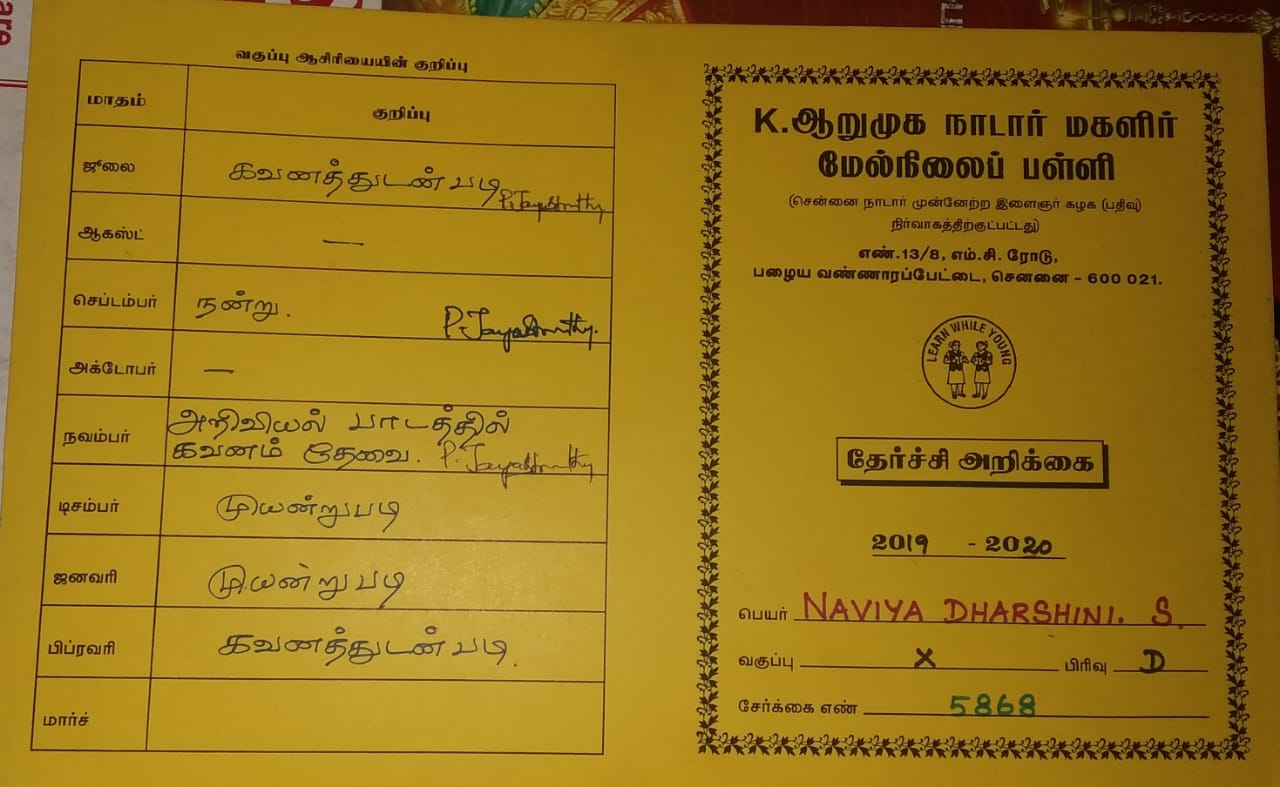 வகுப்பு ஆசிரியையின் குறிப்பு
மாதம் குறிப்பு
ஜூலை கவனத்துடன் படி
ஆகஸ்ட் —
செப்டம்பர் நன்று.
அக்டோபர் —
நவம்பர் அறிவியல் பாடத்தில்
கவனம் தேவை.
டிசம்பர் முயன்று படி
ஜனவரி முயன்று படி
பிப்ரவரி கவனத்துடன் படி.
மார்ச்
K.ஆறுமுக நாடார் மகளிர்
மேல்நிலைப் பள்ளி
(சென்னை நாடார் முன்னேற்ற இளைஞர் கழக (பதிவு)
நிர்வாகத்திற்குட்பட்டது)
எண்.13/8, எம்.சி. ரோடு,
பழைய வண்ணாரப்பேட்டை, சென்னை - 600 021.
LEARN WHILE YOUNG
தேர்ச்சி அறிக்கை
2019 - 2020
பெயர் NAVIYA DHARSHINI. S.
வகுப்பு X பிரிவு D
சேர்க்கை எண் 5868